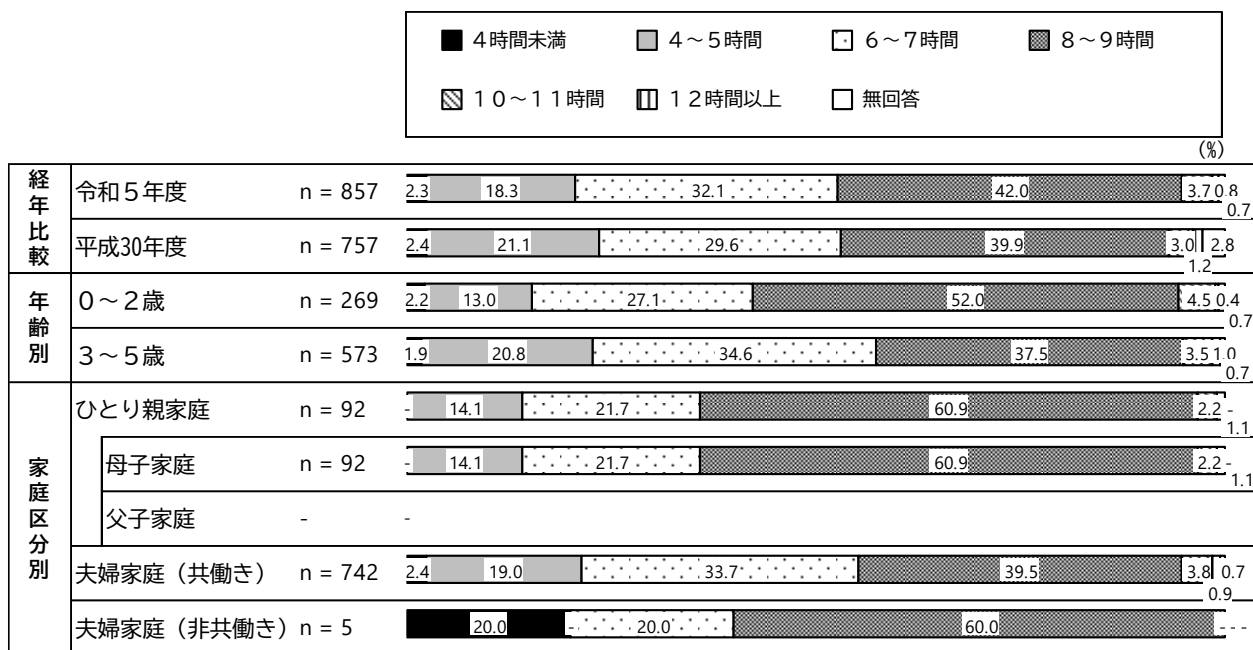 ４時間未満 ４～５時間 ６～７時間 ８～９時間
１０～１１時間 １２時間以上 無回答
(%)
経年比較
令和５年度 n = 857 2.3 18.3 32.1 42.0 3.7 0.8
0.7
平成30年度 n = 757 2.4 21.1 29.6 39.9 3.0 2.8
1.2
年齢別
０～２歳 n = 269 2.2 13.0 27.1 52.0 4.5 0.4
0.7
３～５歳 n = 573 1.9 20.8 34.6 37.5 3.5 1.0
0.7
家庭区分別
ひとり親家庭 n = 92 - 14.1 21.7 60.9 2.2 -
1.1
母子家庭 n = 92 - 14.1 21.7 60.9 2.2 -
1.1
父子家庭 - -
夫婦家庭（共働き） n = 742 2.4 19.0 33.7 39.5 3.8 0.7
0.9
夫婦家庭（非共働き） n = 5 20.0 - 20.0 60.0 - - -